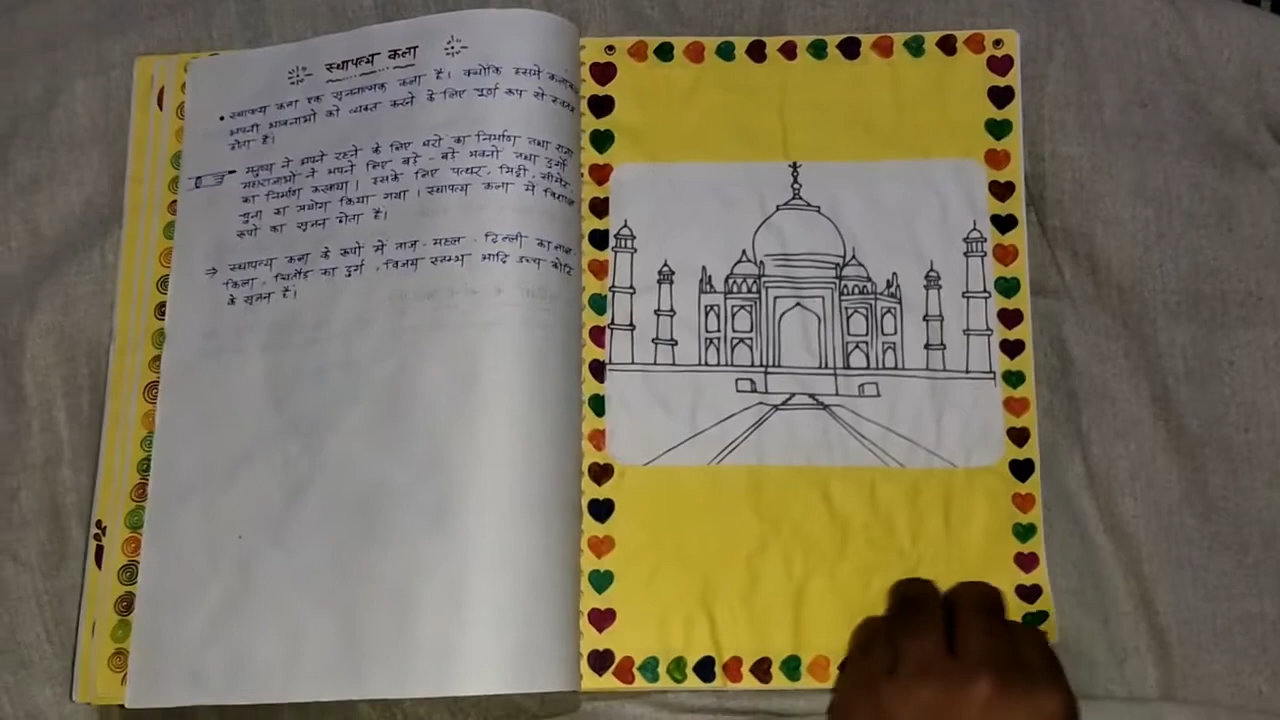 स्थापत्य कला
• स्थापत्य कला एक सृजनात्मक कला है। क्योंकि इसमें
अपनी भावनाओं को व्यक्त करने के लिए पूर्ण रूप से
होता है।
मनुष्य ने अपने रहने के लिए घरों का निर्माण तथा राजा
महाराजाओं ने अपने लिए बड़े - बड़े भवनों तथा दुर्गों
का निर्माण करवाया। इसके लिए पत्थर, मिट्टी, सीमेंट,
चुना का प्रयोग किया गया। स्थापत्य कला में
रूपों का सृजन होता है।
⇒ स्थापत्य कला के रूपों में ताज - महल - दिल्ली का लाल
किला - चितौड़ का दुर्ग, विजय स्तम्भ आदि उच्च कोटि
के सृजन हैं।